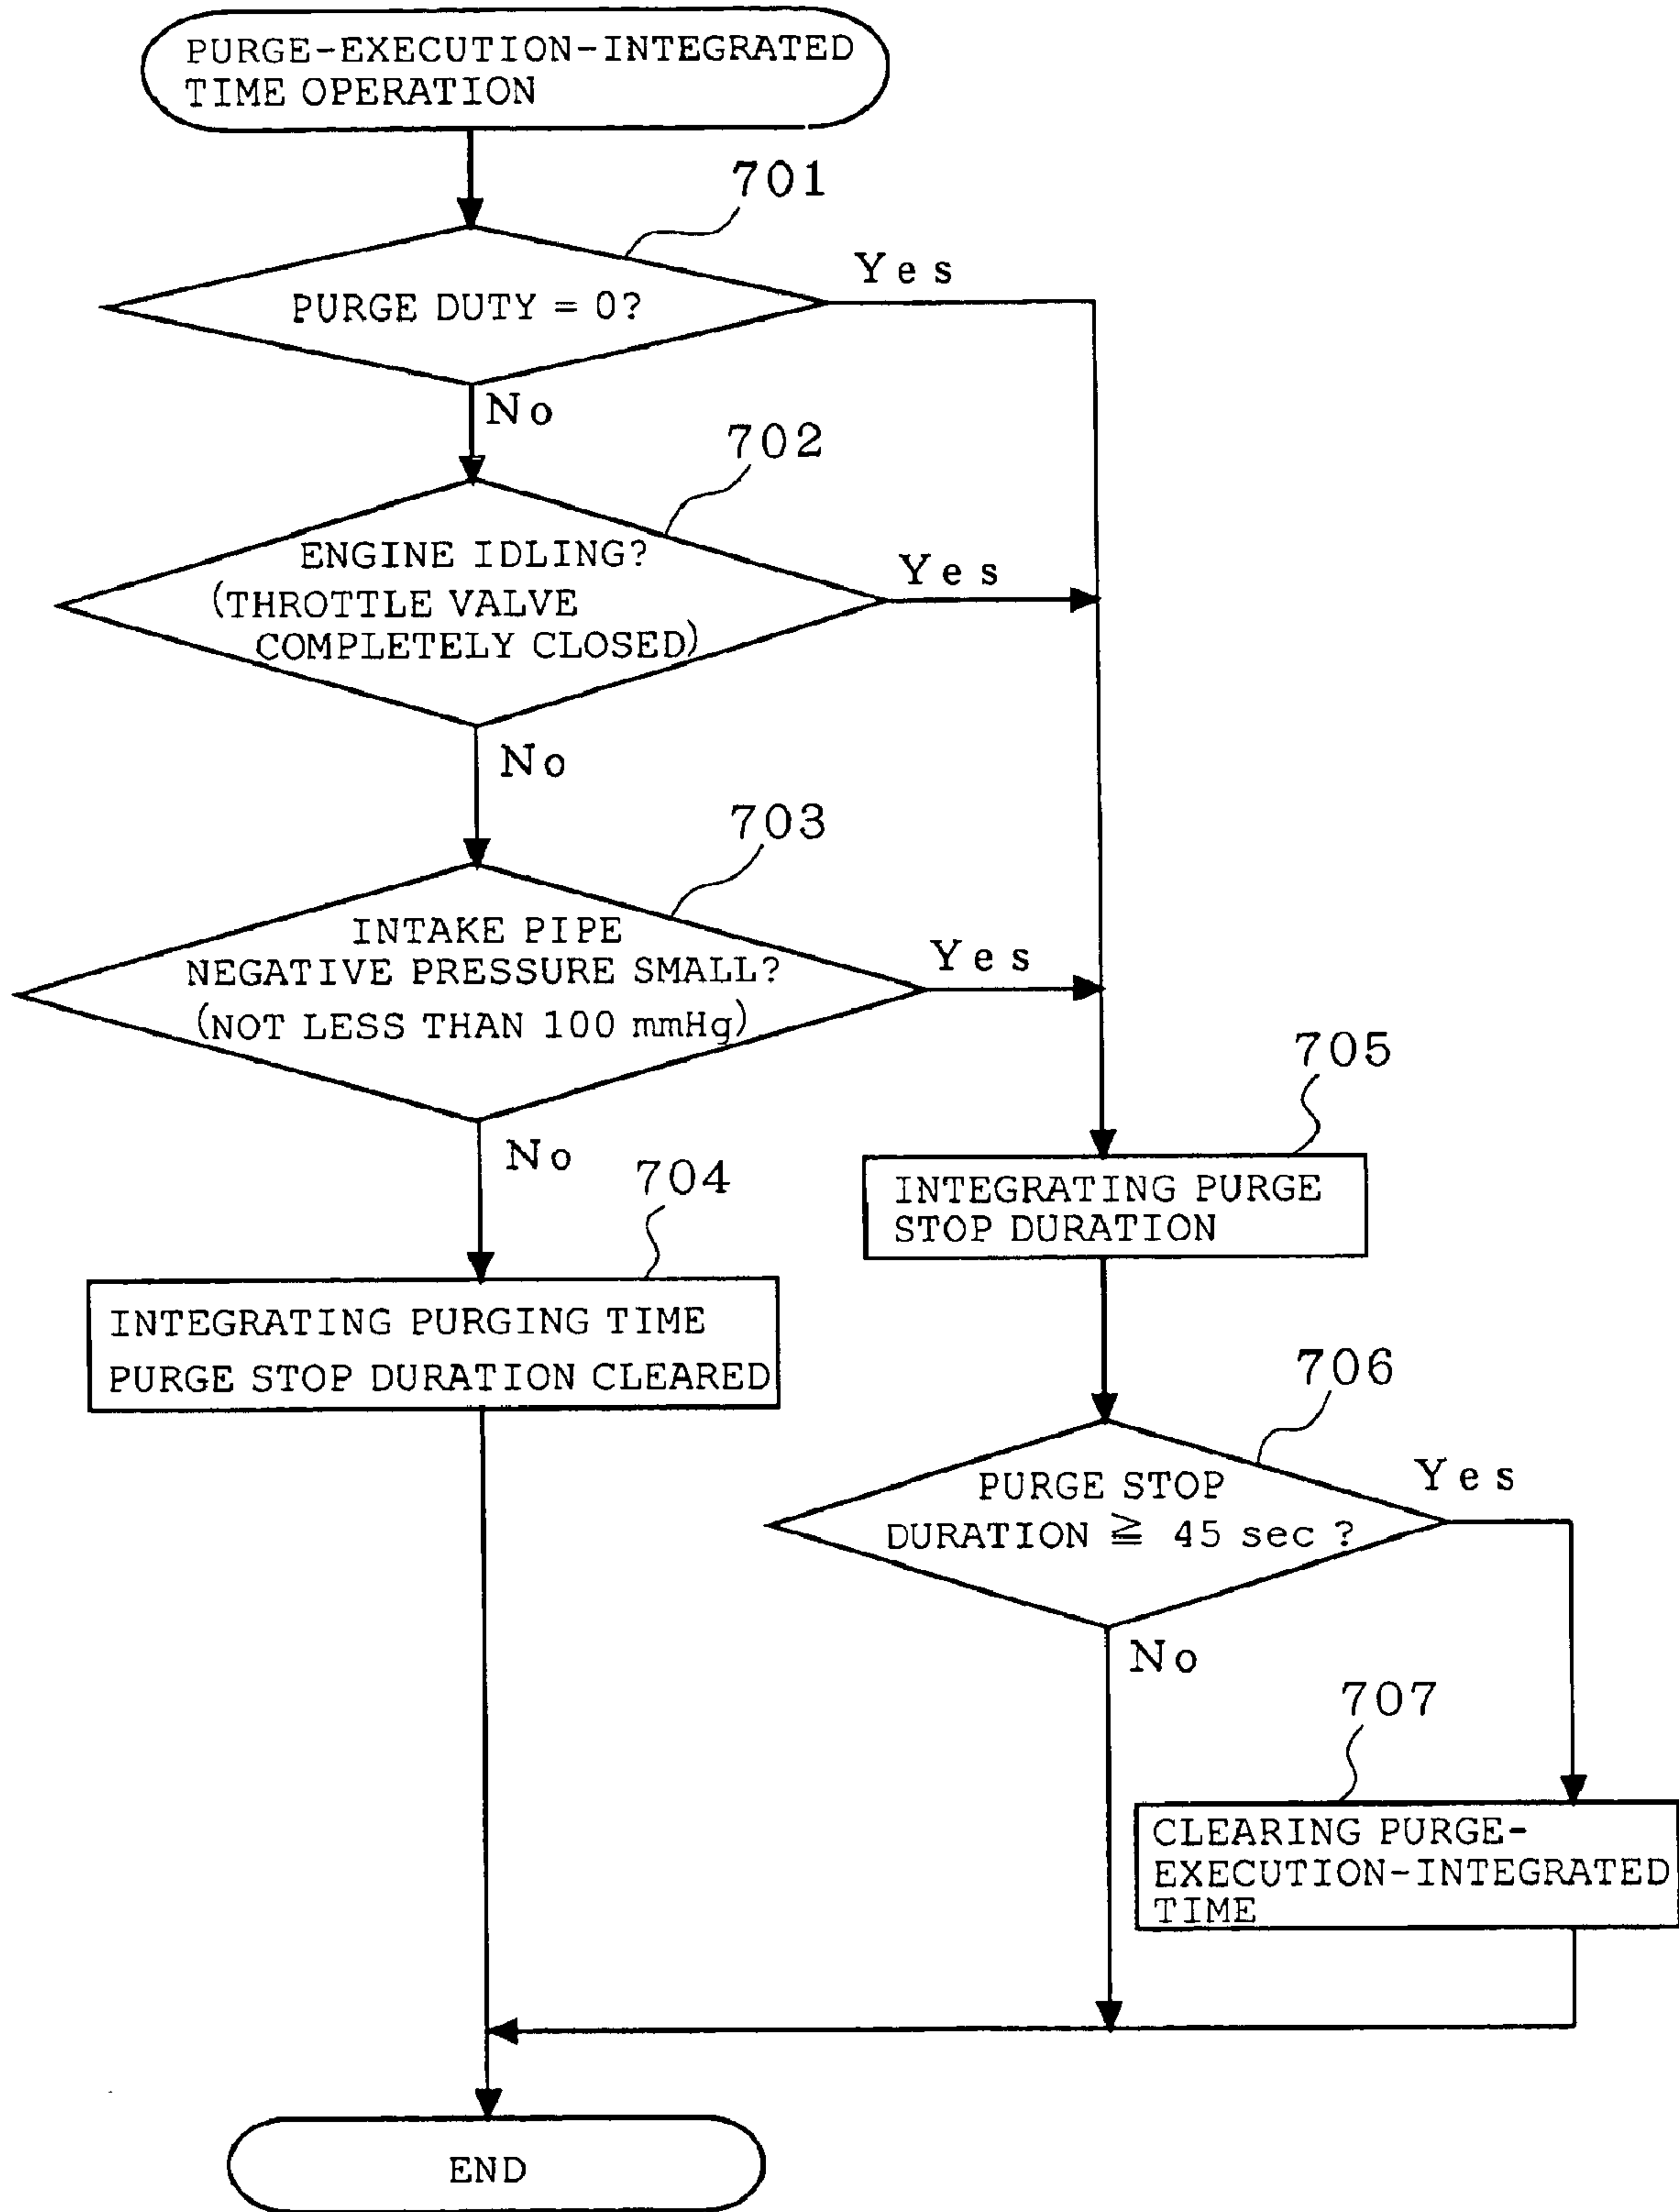 PURGE-EXECUTION-INTEGRATED
TIME OPERATION
701
PURGE DUTY = 0?
Yes
No
702
ENGINE IDLING?
(THROTTLE VALVE
COMPLETELY CLOSED)
Yes
No
703
INTAKE PIPE
NEGATIVE PRESSURE SMALL?
(NOT LESS THAN 100 mmHg)
Yes
No
704
INTEGRATING PURGING TIME
PURGE STOP DURATION CLEARED
705
INTEGRATING PURGE
STOP DURATION
706
PURGE STOP
DURATION ≧ 45 sec ?
Yes
No
707
CLEARING PURGE-
EXECUTION-INTEGRATED
TIME
END